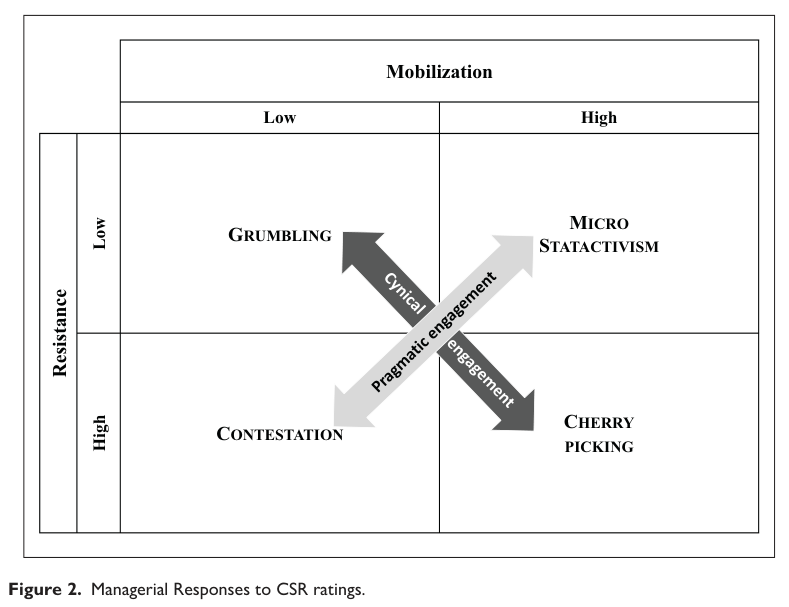 Mobilization
Low
High
Resistance
Low
High
GRUMBLING
MICRO
STATACTIVISM
Cynical engagement
Pragmatic engagement
CONTESTATION
CHERRY
PICKING
Figure 2. Managerial Responses to CSR ratings.